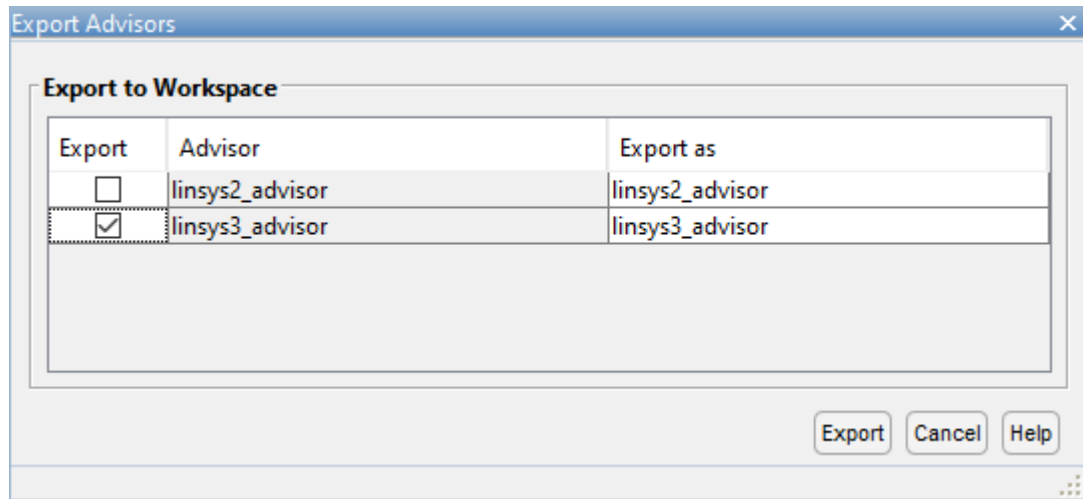 Export Advisors
Export to Workspace
Export Advisor Export as
linsys2_advisor linsys2_advisor
linsys3_advisor linsys3_advisor
Export Cancel Help